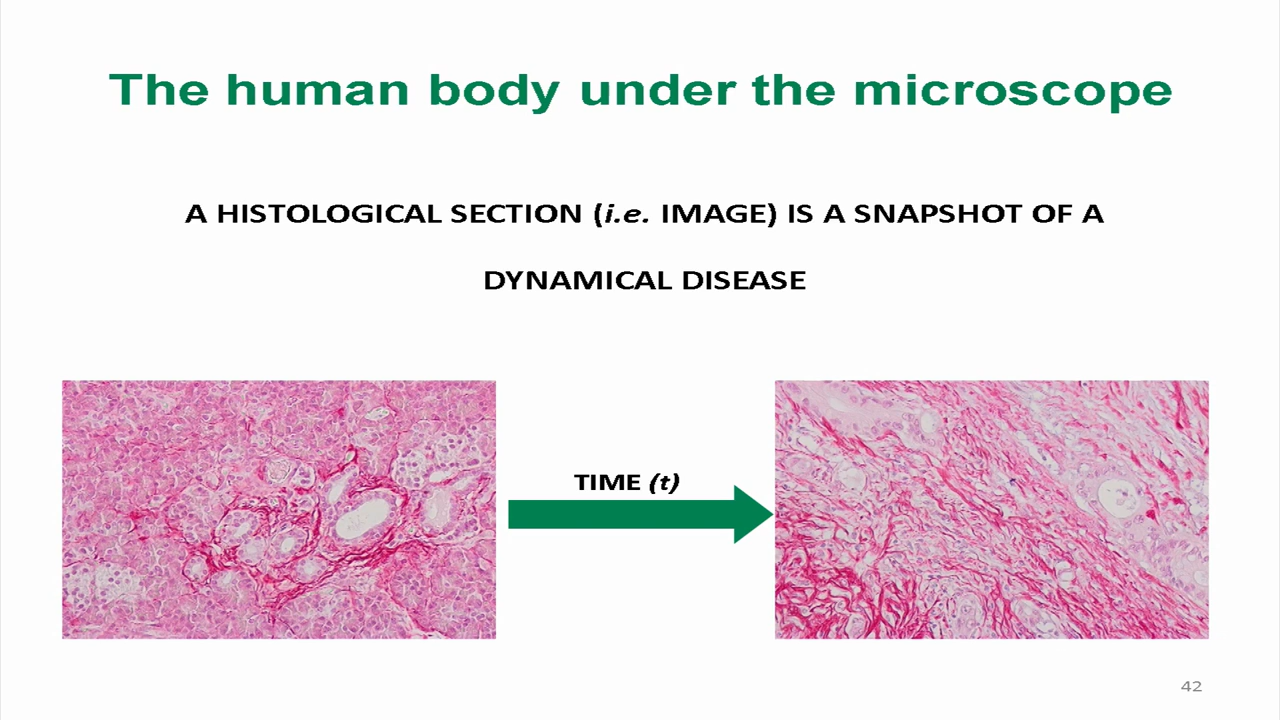 The human body under the microscope
A HISTOLOGICAL SECTION (i.e. IMAGE) IS A SNAPSHOT OF A
DYNAMICAL DISEASE
TIME (t)
42